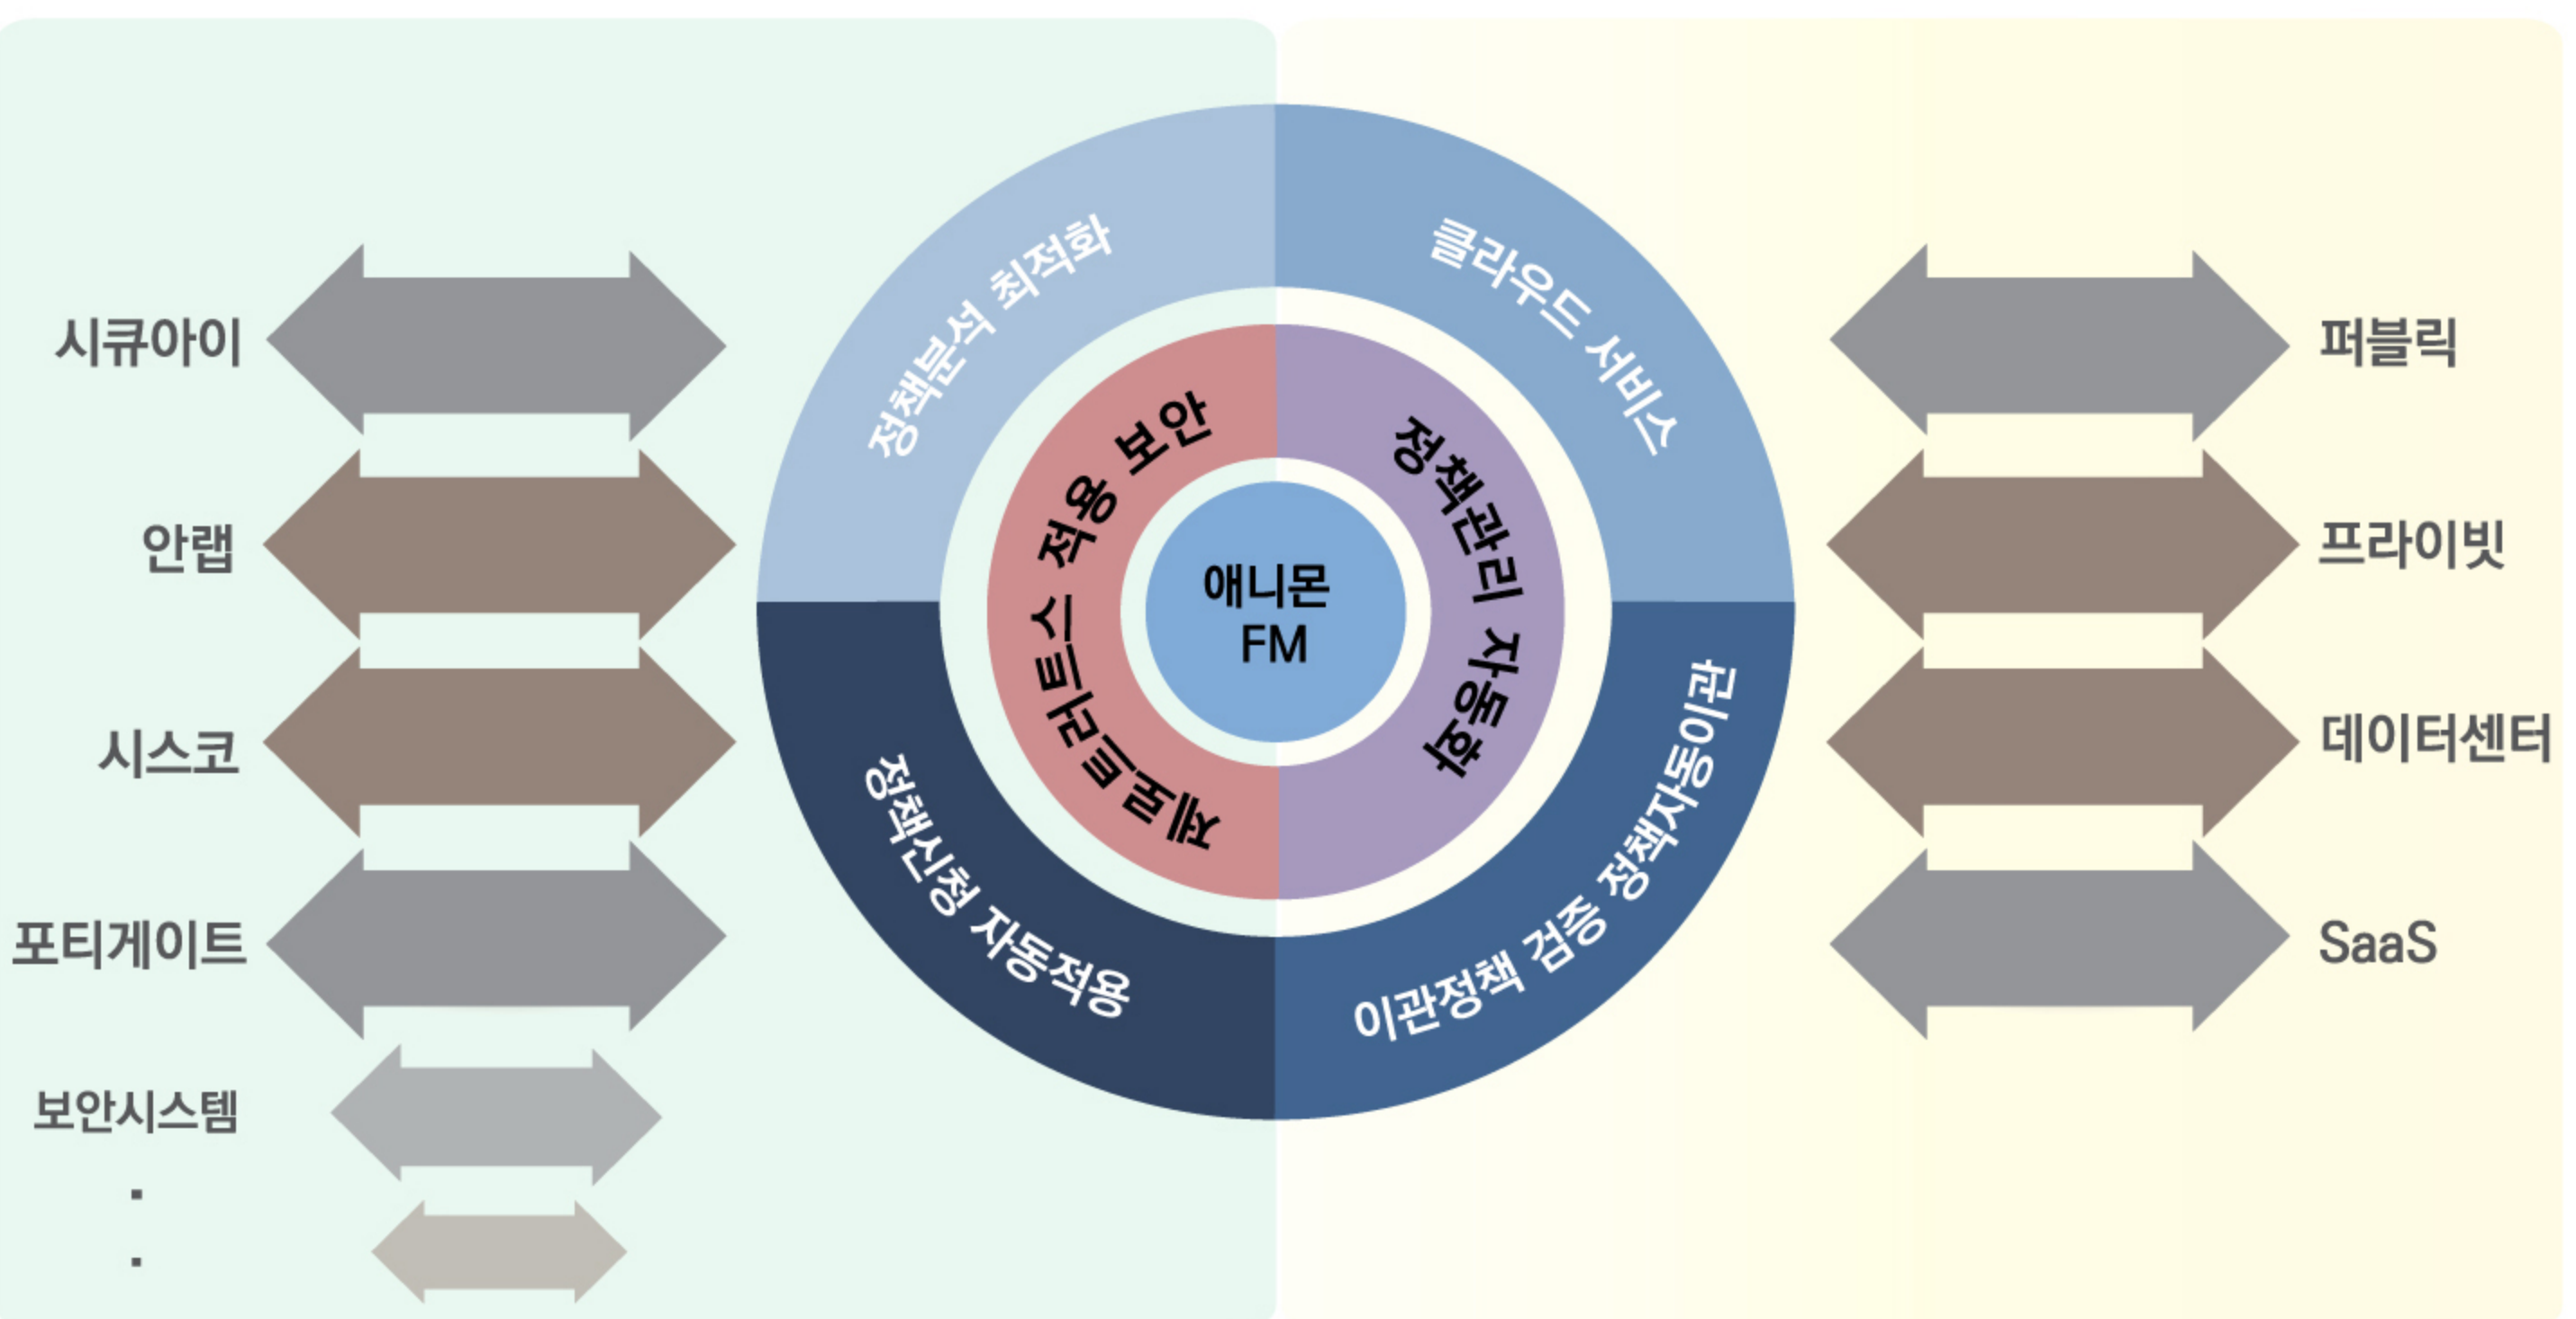 시큐아이
안랩
시스코
포티게이트
보안시스템
.
.
정책분석 최적화
클라우드 서비스
정책신청 자동적용
이관정책 검증 정책자동이관
제로트러스트 적용 보안
정책관리 자동화
애니몬
FM
퍼블릭
프라이빗
데이터센터
SaaS